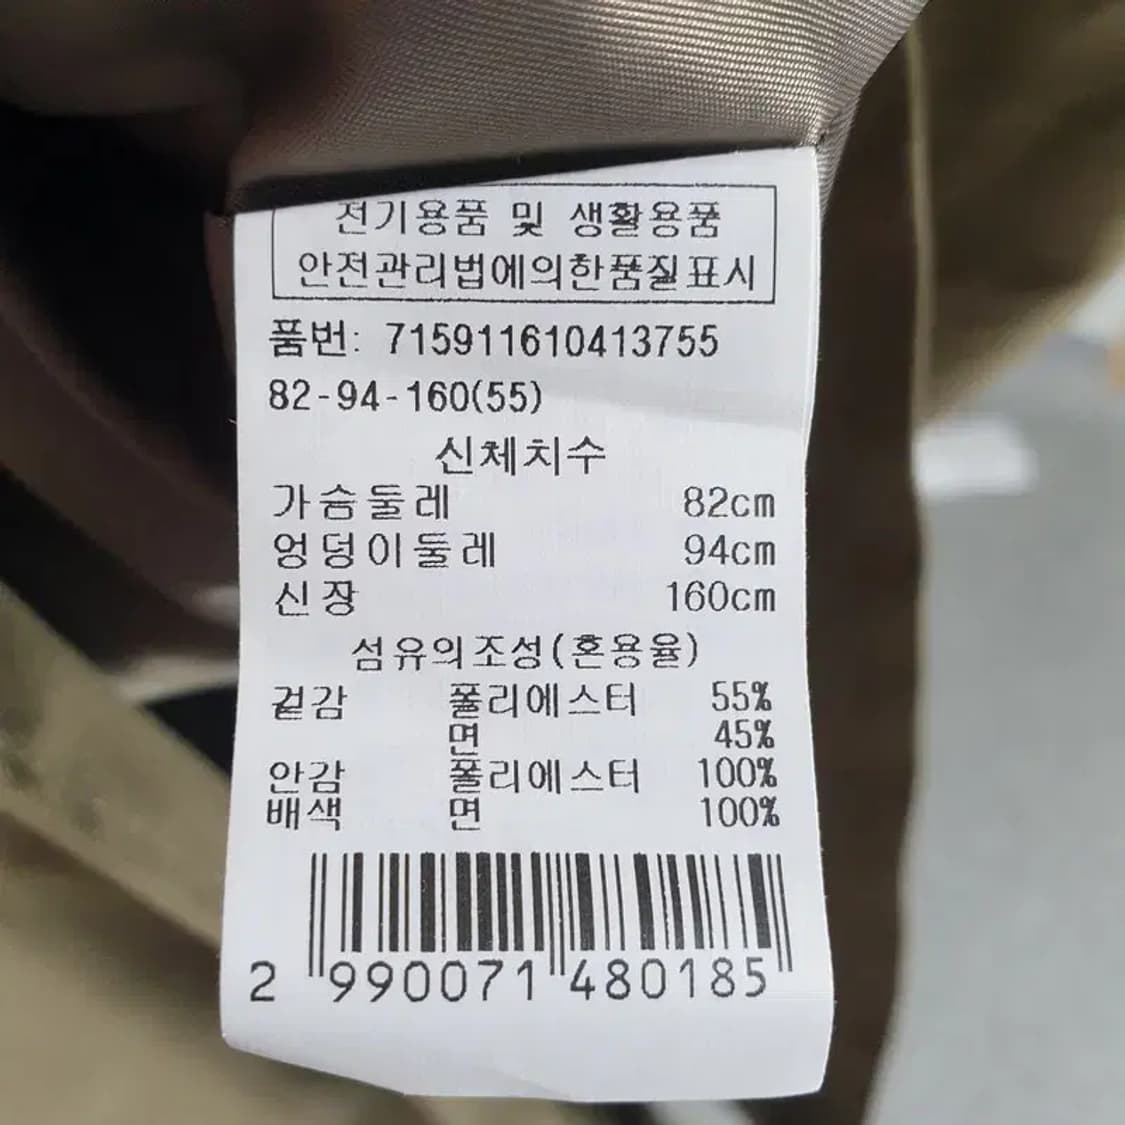 전기용품 및 생활용품
안전관리법에의한품질표시
품번: 715911610413755
82-94-160(55)
신체치수
가슴둘레 82cm
엉덩이둘레 94cm
신장 160cm
섬유의조성(혼용율)
겉감 폴리에스터 55%
면 45%
안감 폴리에스터 100%
배색 면 100%
2 990071 480185